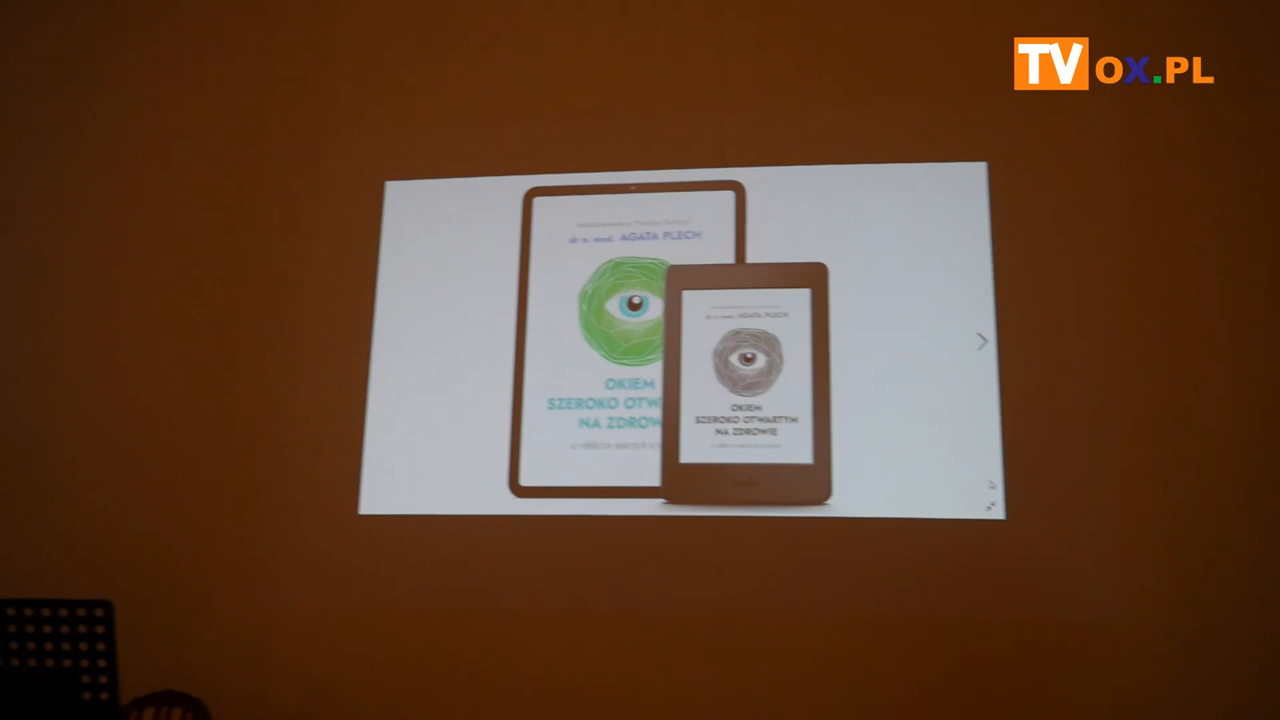 TVOX.PL
dr n. med. AGATA PLECH
OKIEM
SZEROKO OTW
NA ZDROW
dr n. med. AGATA PLECH
OKIEM
SZEROKO OTWARTYM
NA ZDROWIE